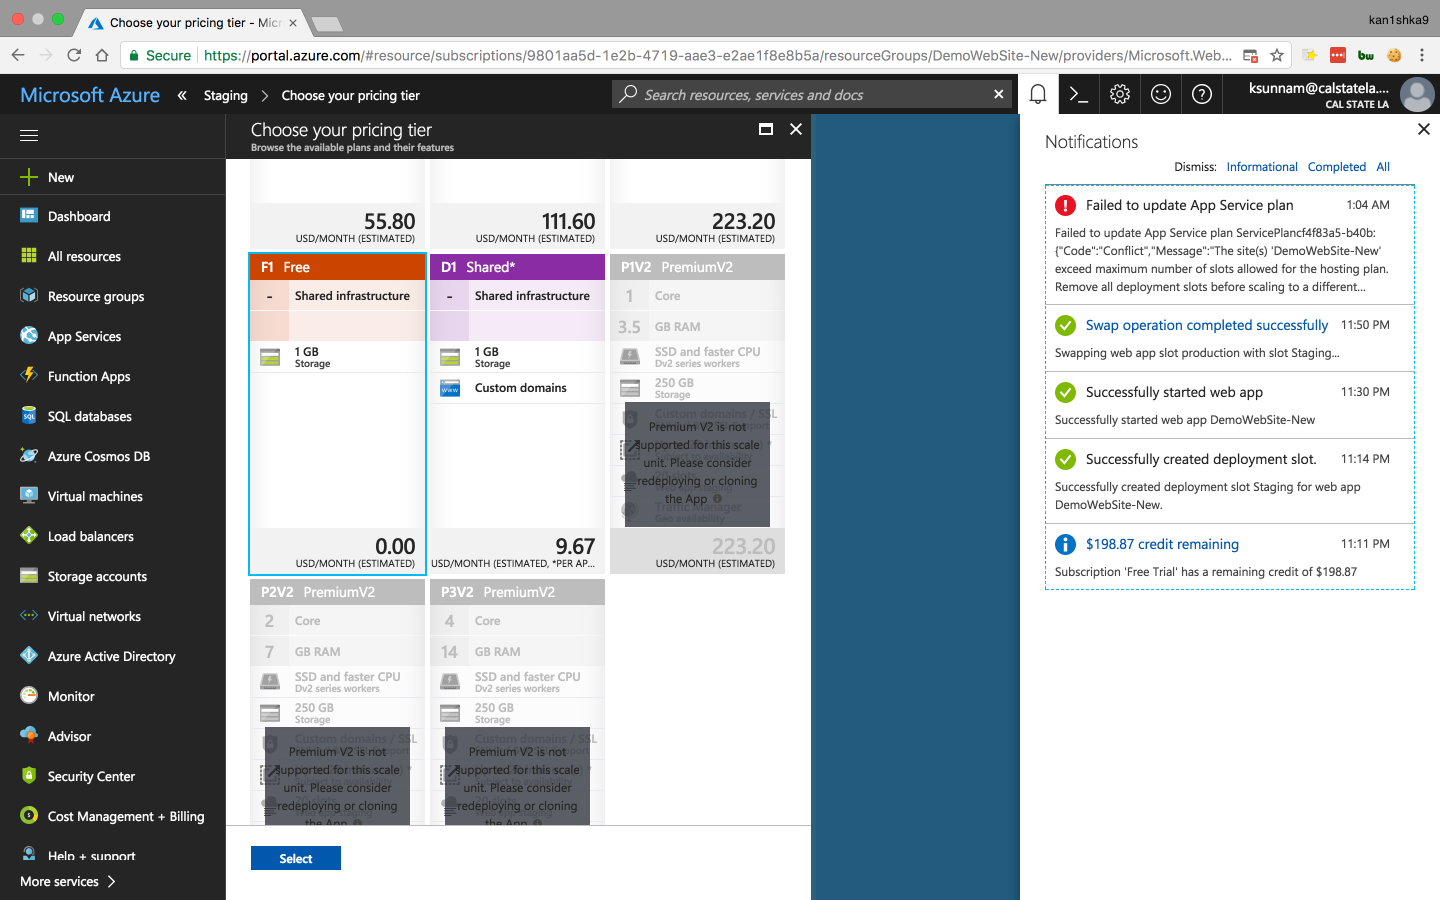 Choose your pricing tier - Micr
kan1shka9
Secure
https://portal.azure.com/#resource/subscriptions/9801aa5d-1e2b-4719-aae3-e2ae1f8e8b5a/resourceGroups/DemoWebSite-New/providers/Microsoft.Web...
bw
Microsoft Azure
Staging
Choose your pricing tier
Search resources, services and docs
ksunnam@calstatela....
CAL STATE LA
New
Dashboard
All resources
Resource groups
App Services
Function Apps
SQL databases
Azure Cosmos DB
Virtual machines
Load balancers
Storage accounts
Virtual networks
Azure Active Directory
Monitor
Advisor
Security Center
Cost Management + Billing
Help + support
More services
Choose your pricing tier
Browse the available plans and their features
55.80
USD/MONTH (ESTIMATED)
111.60
USD/MONTH (ESTIMATED)
223.20
USD/MONTH (ESTIMATED)
F1 Free
- Shared infrastructure
1 GB
Storage
0.00
USD/MONTH (ESTIMATED)
D1 Shared*
- Shared infrastructure
1 GB
Storage
www
Custom domains
9.67
USD/MONTH (ESTIMATED, *PER AP...
P1V2 PremiumV2
1 Core
3.5 GB RAM
SSD and faster CPU
Dv2 series workers
250 GB
Storage
Custom domains / SSL
Premium V2 is not
supported for this scale
unit. Please consider
redeploying or cloning
the App
Traffic Manager
Geo availability
223.20
USD/MONTH (ESTIMATED)
P2V2 PremiumV2
2 Core
7 GB RAM
SSD and faster CPU
Dv2 series workers
250 GB
Storage
Custom domains / SSL
Premium V2 is not
supported for this scale
unit. Please consider
redeploying or cloning
the App
P3V2 PremiumV2
4 Core
14 GB RAM
SSD and faster CPU
Dv2 series workers
250 GB
Storage
Custom domains / SSL
Premium V2 is not
supported for this scale
unit. Please consider
redeploying or cloning
the App
Select
Notifications
Dismiss: Informational Completed All
Failed to update App Service plan 1:04 AM
Failed to update App Service plan ServicePlancf4f83a5-b40b:
{"Code":"Conflict","Message":"The site(s) 'DemoWebSite-New'
exceed maximum number of slots allowed for the hosting plan.
Remove all deployment slots before scaling to a different...
Swap operation completed successfully 11:50 PM
Swapping web app slot production with slot Staging...
Successfully started web app 11:30 PM
Successfully started web app DemoWebSite-New
Successfully created deployment slot. 11:14 PM
Successfully created deployment slot Staging for web app
DemoWebSite-New.
$198.87 credit remaining 11:11 PM
Subscription 'Free Trial' has a remaining credit of $198.87